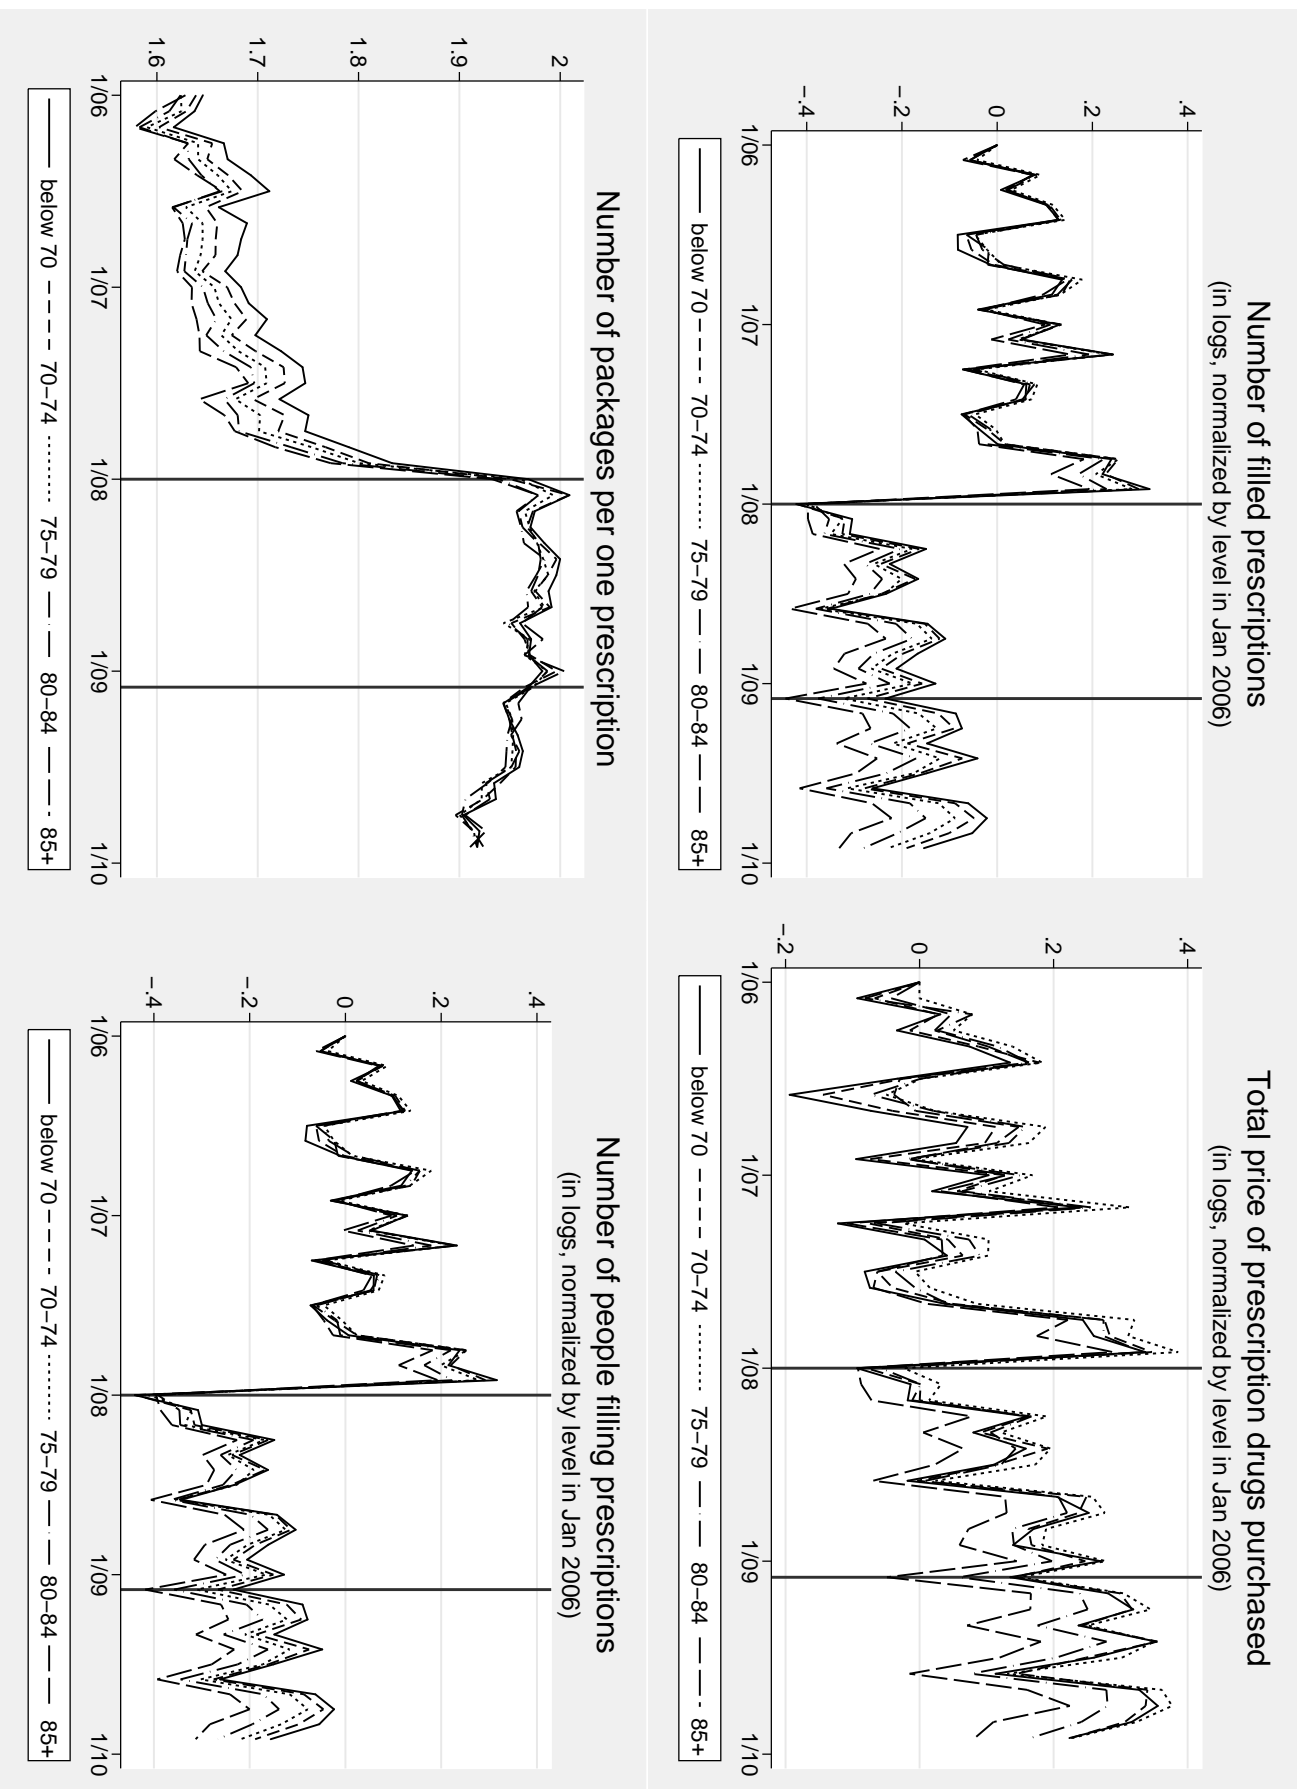 Number of filled prescriptions
(in logs, normalized by level in Jan 2006)
.4
.2
0
−.2
−.4
1/06 1/07 1/08 1/09 1/10
below 70 70−74 75−79 80−84 85+
Total price of prescription drugs purchased
(in logs, normalized by level in Jan 2006)
.4
.2
0
−.2
1/06 1/07 1/08 1/09 1/10
below 70 70−74 75−79 80−84 85+
Number of packages per one prescription
2
1.9
1.8
1.7
1.6
1/06 1/07 1/08 1/09 1/10
below 70 70−74 75−79 80−84 85+
Number of people filling prescriptions
(in logs, normalized by level in Jan 2006)
.4
.2
0
−.2
−.4
1/06 1/07 1/08 1/09 1/10
below 70 70−74 75−79 80−84 85+